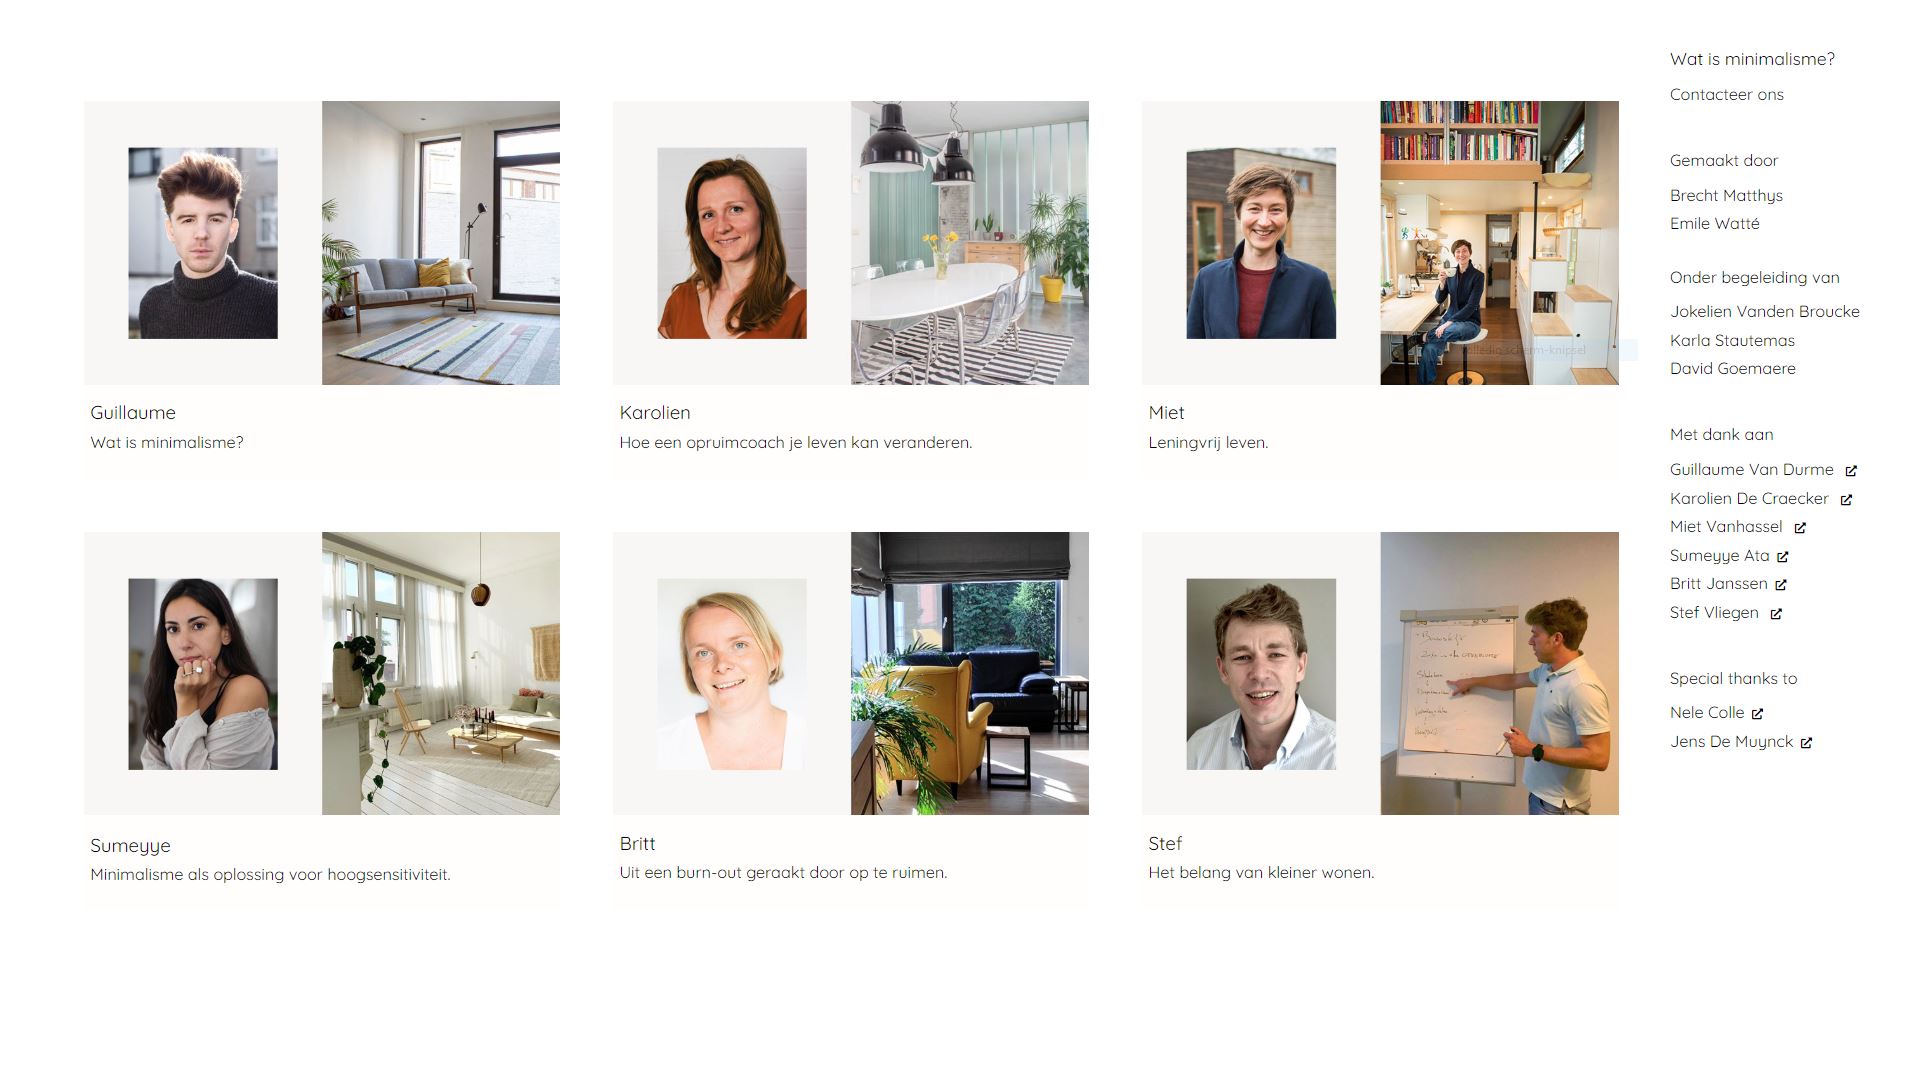 Guillaume
Wat is minimalisme?
Karolien
Hoe een opruimcoach je leven kan veranderen.
Miet
Leningvrij leven.
Sumeyye
Minimalisme als oplossing voor hoogsensitiviteit.
Britt
Uit een burn-out geraakt door op te ruimen.
Stef
Het belang van kleiner wonen.
Volledig scherm-knipsel
Wat is minimalisme?
Contacteer ons
Gemaakt door
Brecht Matthys
Emile Watté
Onder begeleiding van
Jokelien Vanden Broucke
Karla Stautemas
David Goemaere
Met dank aan
Guillaume Van Durme
Karolien De Craecker
Miet Vanhassel
Sumeyye Ata
Britt Janssen
Stef Vliegen
Special thanks to
Nele Colle
Jens De Muynck